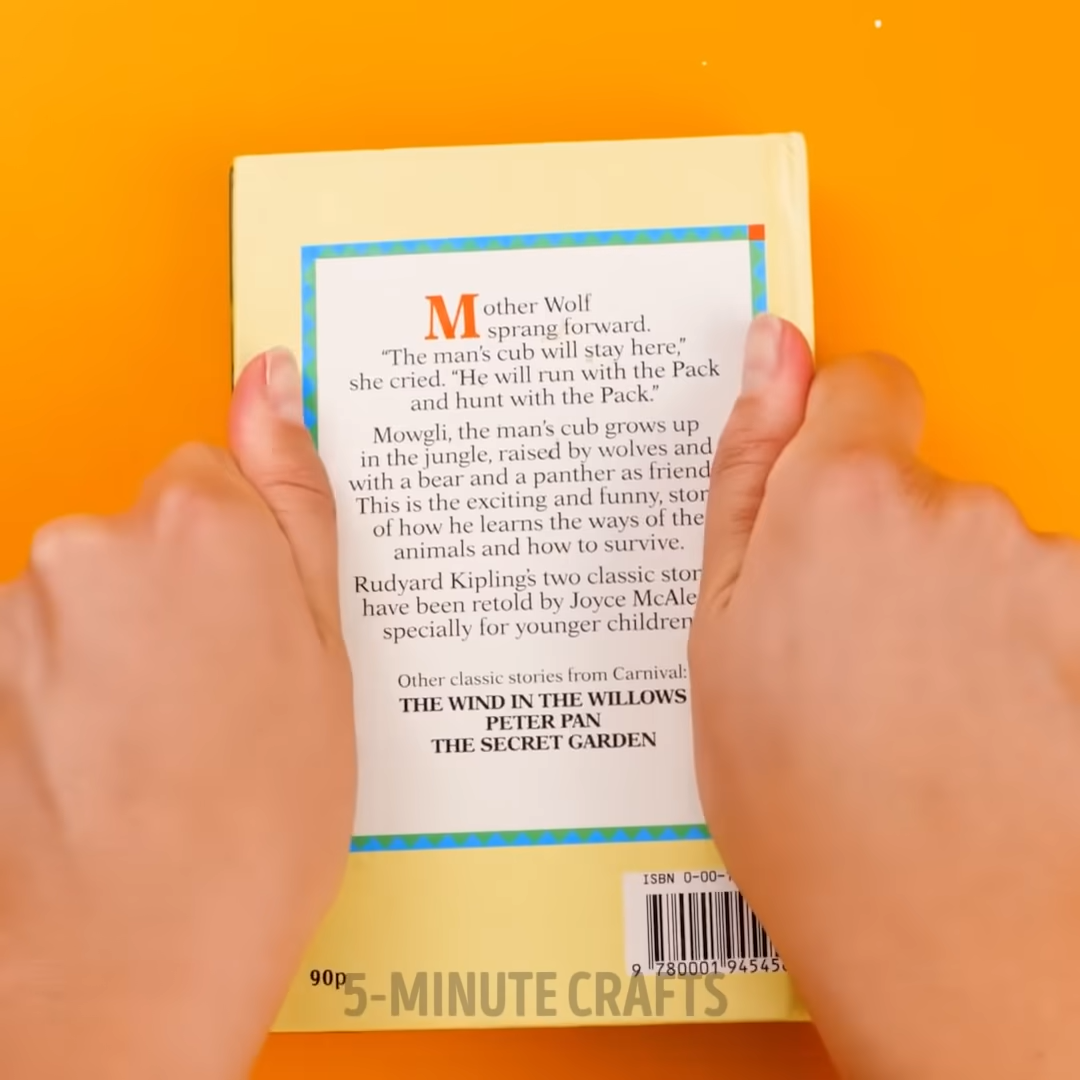 Mother Wolf
sprang forward.
“The man’s cub will stay here,”
she cried. “He will run with the Pack
and hunt with the Pack.”
Mowgli, the man’s cub grows up
in the jungle, raised by wolves and
with a bear and a panther as friend
This is the exciting and funny, stor
of how he learns the ways of the
animals and how to survive.
Rudyard Kipling’s two classic stor
have been retold by Joyce McAle
specially for younger children
Other classic stories from Carnival:
THE WIND IN THE WILLOWS
PETER PAN
THE SECRET GARDEN
ISBN 0-00-
9 780001 94545
90p
5-MINUTE CRAFTS